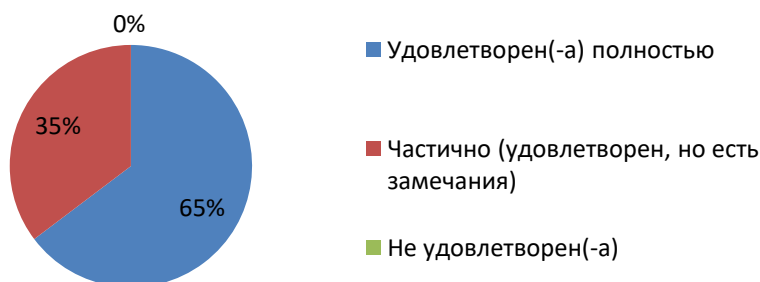 0%
35%
65%
Удовлетворен(-а) полностью
Частично (удовлетворен, но есть
замечания)
Не удовлетворен(-а)